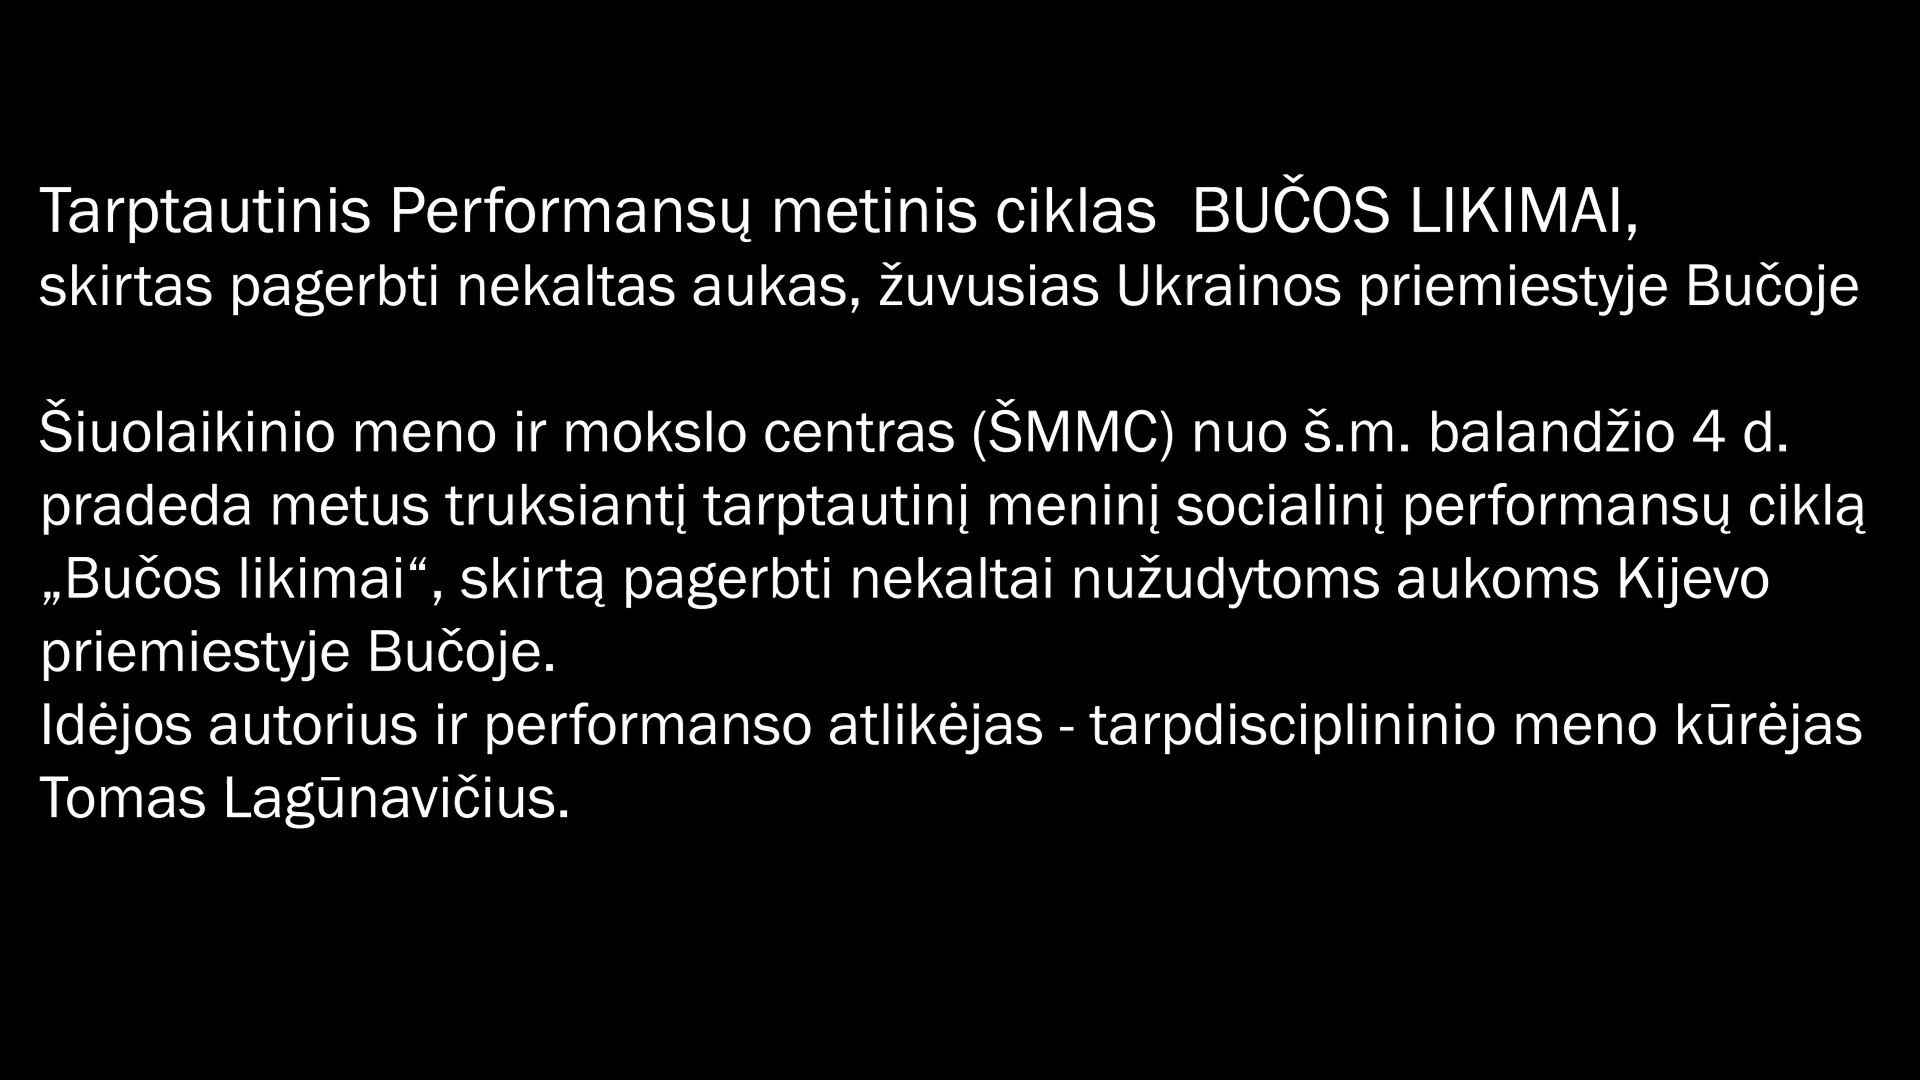 Tarptautinis Performansų metinis ciklas  BUČOS LIKIMAI,
skirtas pagerbti nekaltas aukas, žuvusias Ukrainos priemiestyje Bučoje
Šiuolaikinio meno ir mokslo centras (ŠMMC) nuo š.m. balandžio 4 d.
pradeda metus truksiantį tarptautinį meninį socialinį performansų ciklą
„Bučos likimai“, skirtą pagerbti nekaltai nužudytoms aukoms Kijevo
priemiestyje Bučoje.
Idėjos autorius ir performanso atlikėjas - tarpdisciplininio meno kūrėjas
Tomas Lagūnavičius.